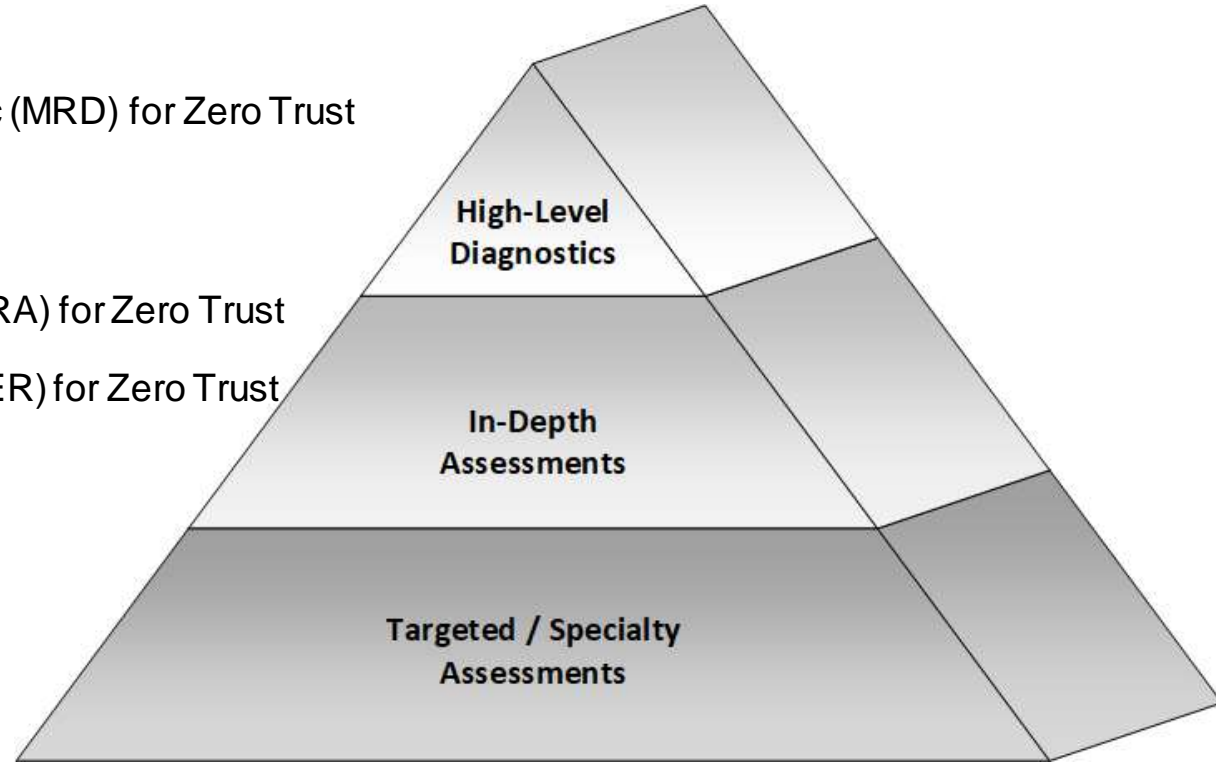 (MRD) for Zero Trust
High-Level
Diagnostics
RA) for Zero Trust
ER) for Zero Trust
In-Depth
Assessments
Targeted / Specialty
Assessments